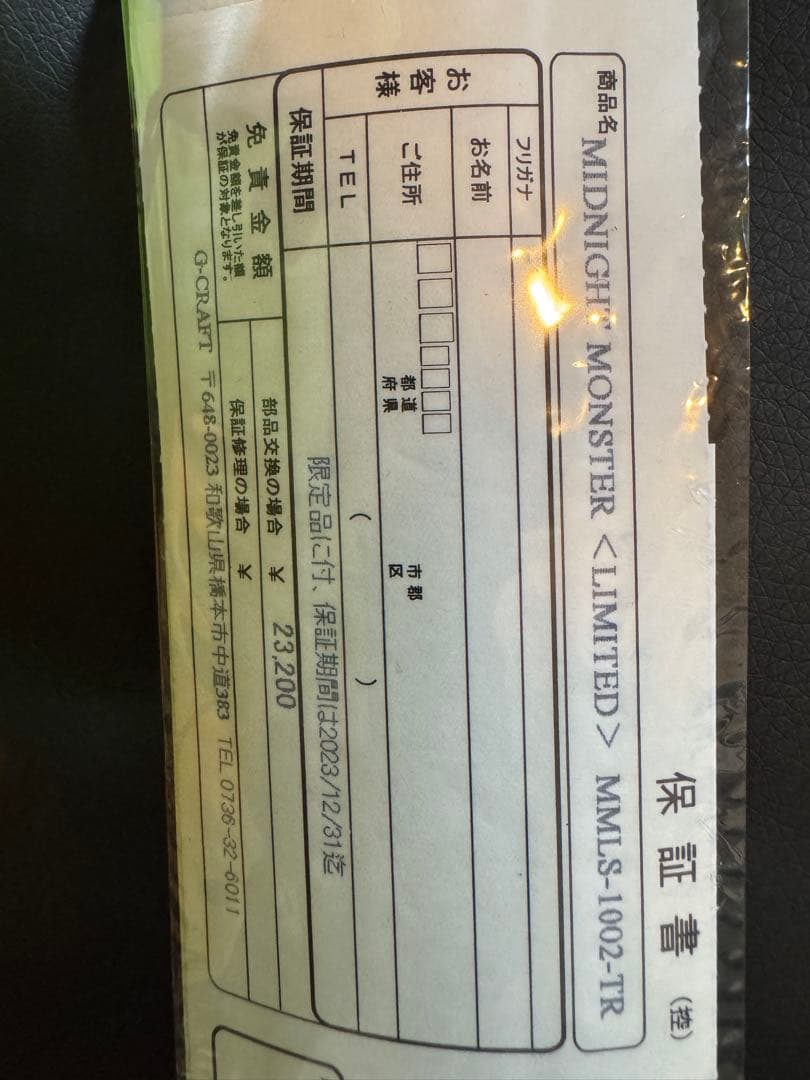 保証書(控)
商品名 MIDNIGHT MONSTER <LIMITED> MMLS-1002-TR
お客様
フリガナ
お名前
ご住所
都道
府県
市郡
区
TEL ( )
保証期間 限定品に付、保証期間は2023/12/31迄
免責金額
免責金額を差し引いた額
が保証の対象となります。
部品交換の場合 ¥ 23,200
保証修理の場合 ¥
G-CRAFT 〒648-0023 和歌山県橋本市中道383 TEL 0736-32-6011